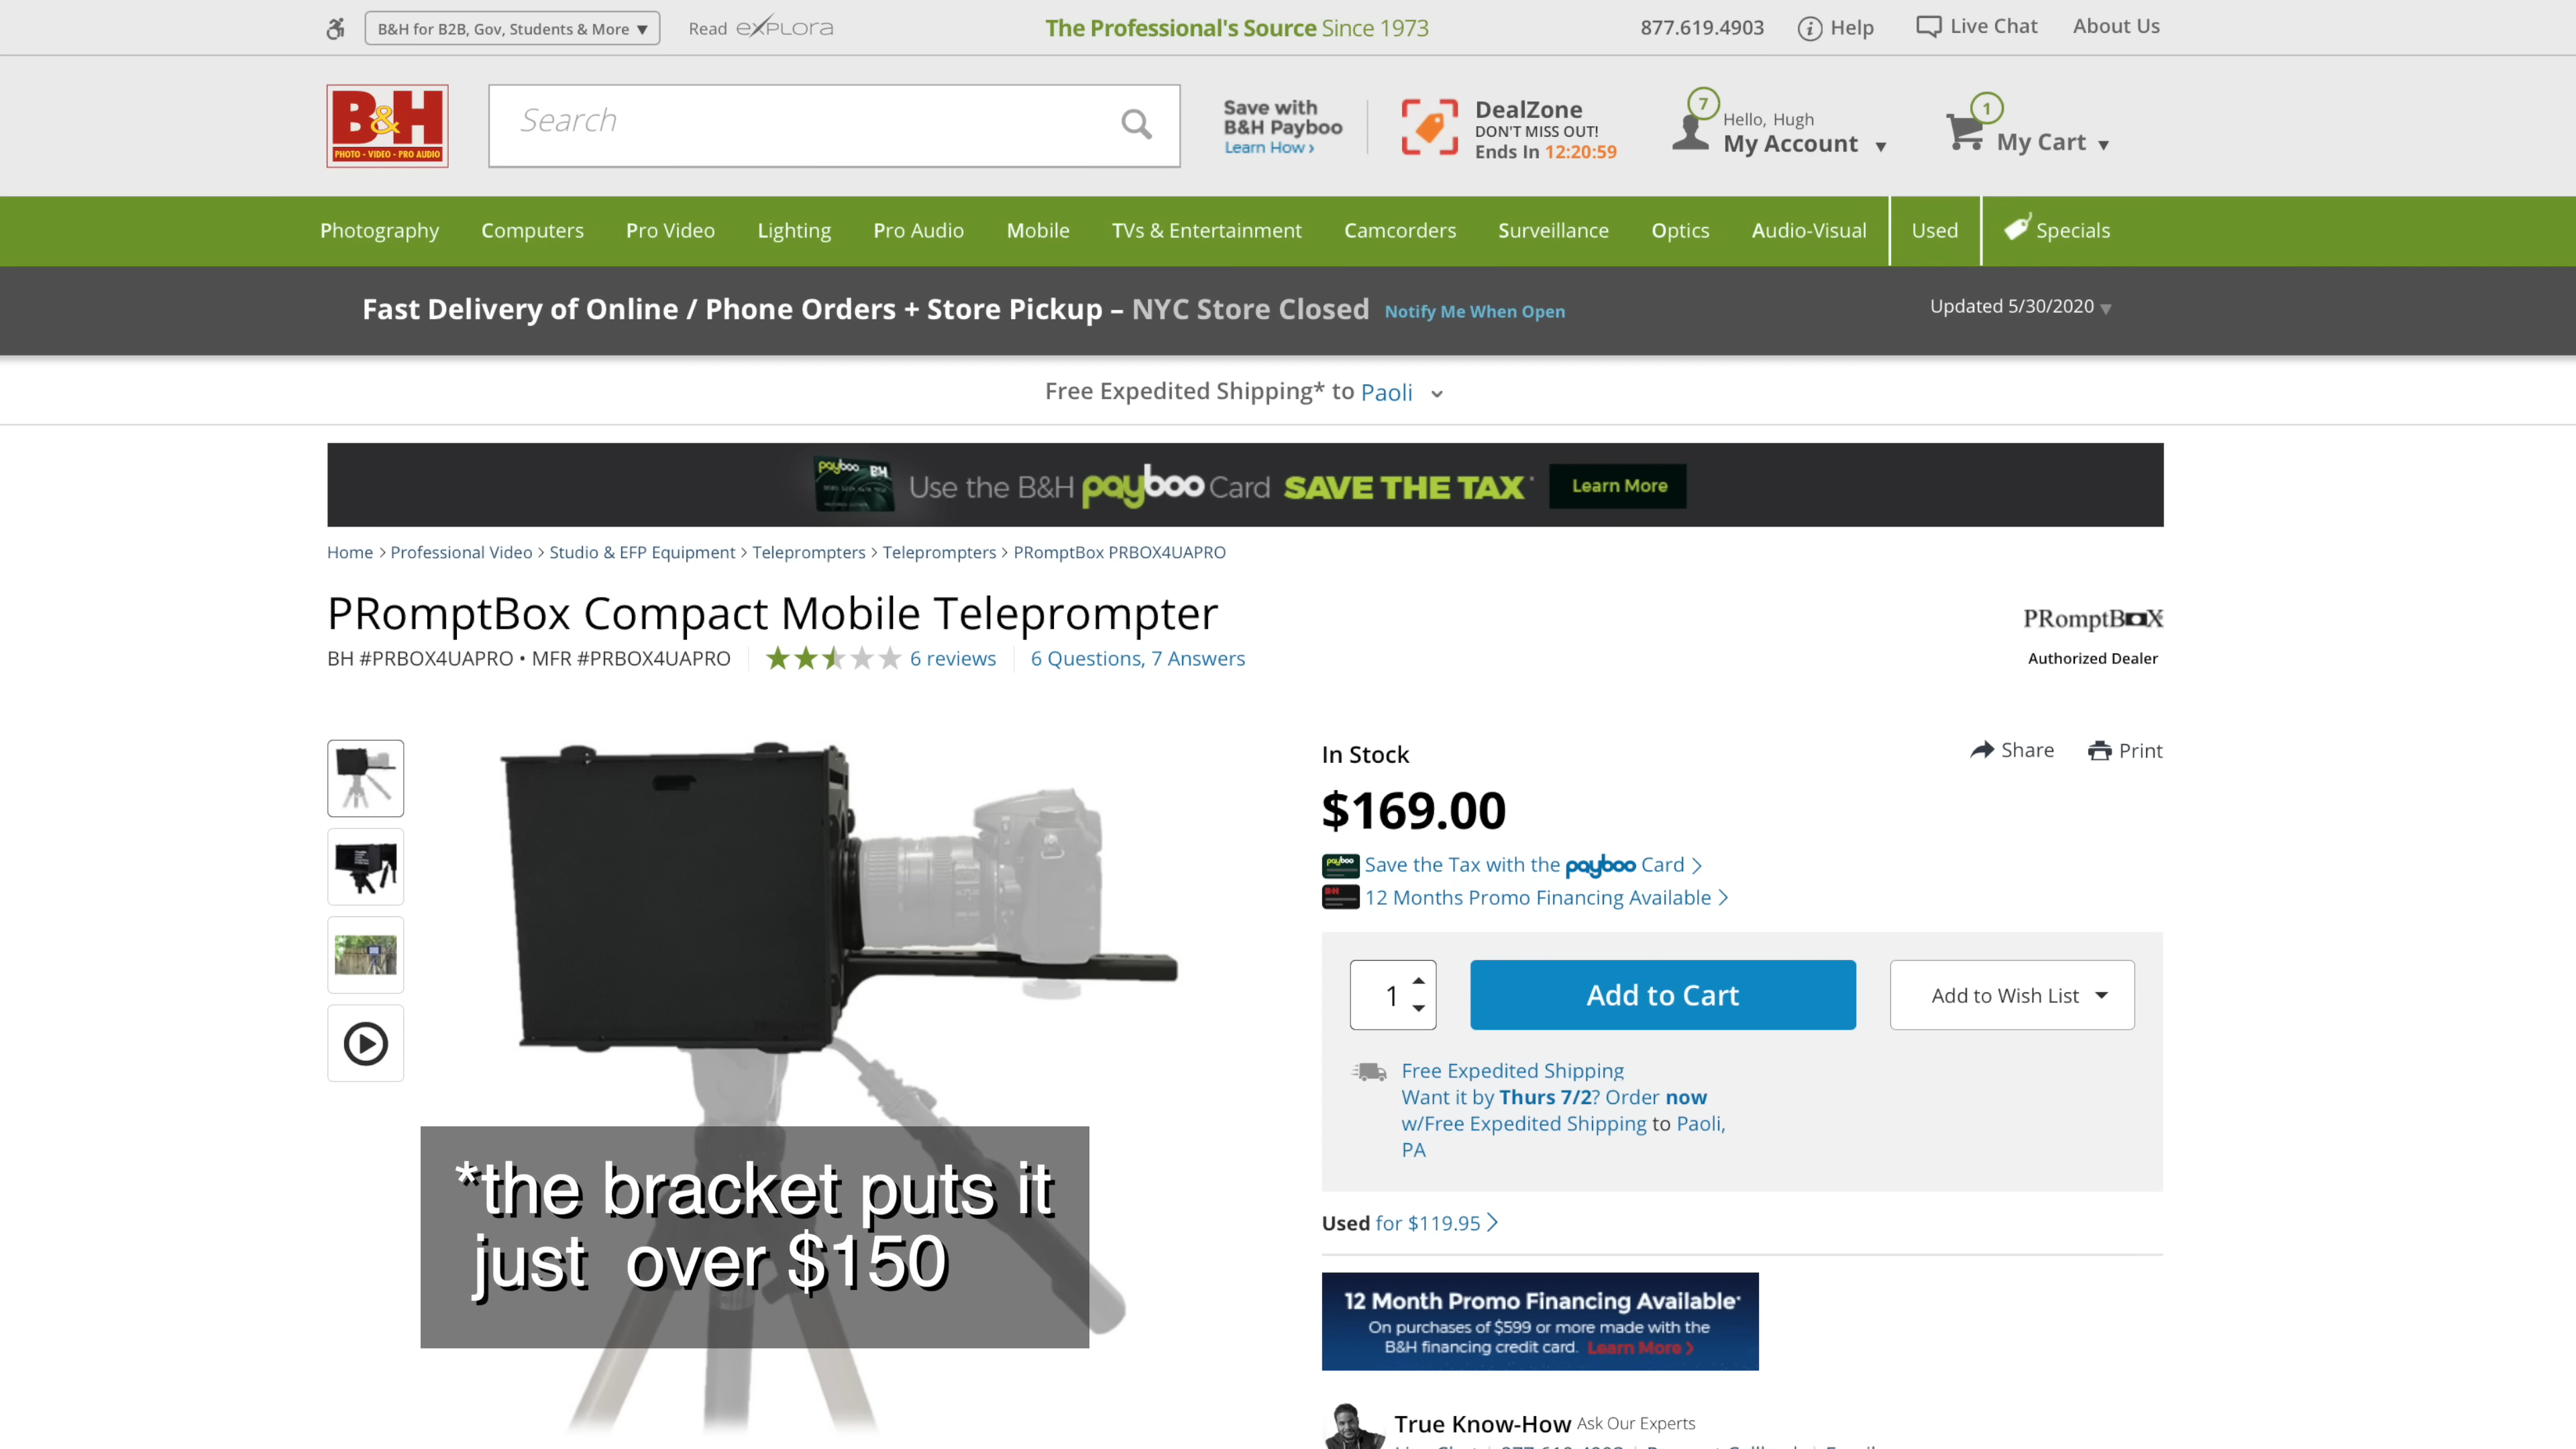 B&H for B2B, Gov, Students & More ▼
Read explora
The Professional's Source Since 1973
877.619.4903
Help
Live Chat
About Us
B&H
PHOTO - VIDEO - PRO AUDIO
Search
Save with
B&H Payboo
Learn How ›
DealZone
DON'T MISS OUT!
Ends In 12:20:59
7
Hello, Hugh
My Account ▼
1
My Cart ▼
Photography Computers Pro Video Lighting Pro Audio Mobile TVs & Entertainment Camcorders Surveillance Optics Audio-Visual Used Specials
Fast Delivery of Online / Phone Orders + Store Pickup – NYC Store Closed Notify Me When Open
Updated 5/30/2020 ▼
Free Expedited Shipping* to Paoli
payboo B&H
Use the B&H payboo Card SAVE THE TAX* Learn More
Home > Professional Video > Studio & EFP Equipment > Teleprompters > Teleprompters > PRomptBox PRBOX4UAPRO
PRomptBox Compact Mobile Teleprompter
BH #PRBOX4UAPRO • MFR #PRBOX4UAPRO
6 reviews
6 Questions, 7 Answers
PRomptBOX
Authorized Dealer
In Stock
Share
Print
$169.00
payboo Save the Tax with the payboo Card >
B&H 12 Months Promo Financing Available >
1
Add to Cart
Add to Wish List
Free Expedited Shipping
Want it by Thurs 7/2? Order now
w/Free Expedited Shipping to Paoli,
PA
*the bracket puts it
just over $150
Used for $119.95 >
12 Month Promo Financing Available*
On purchases of $599 or more made with the
B&H financing credit card. Learn More >
True Know-How Ask Our Experts